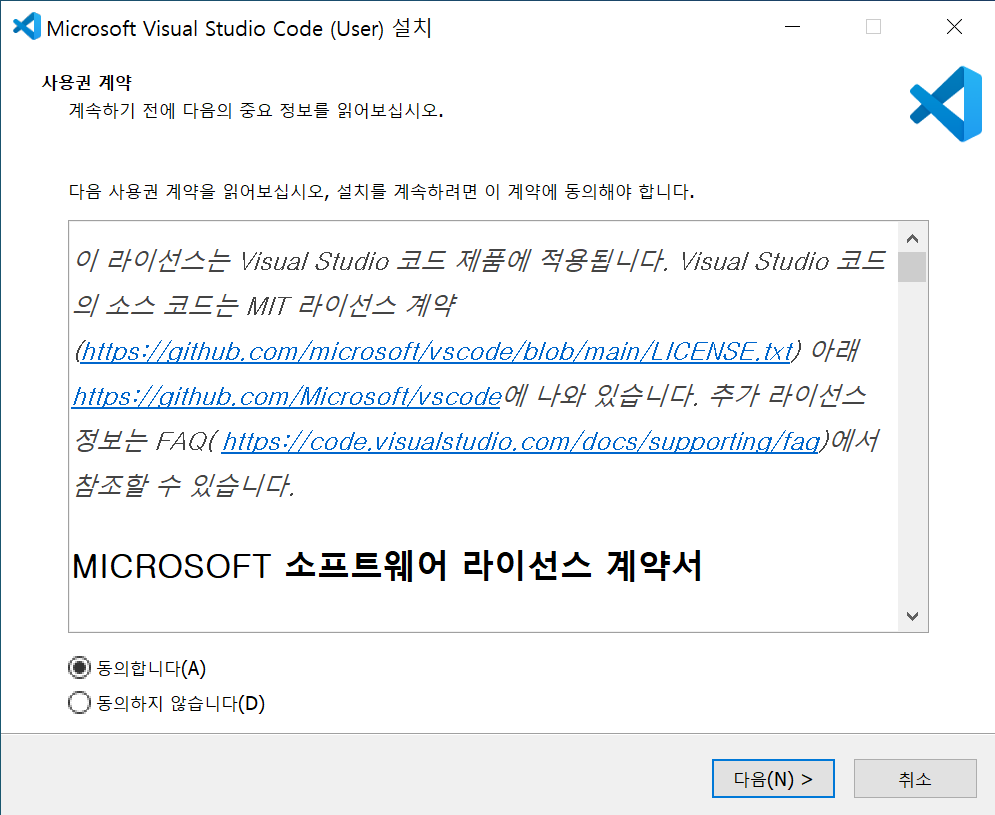 Microsoft Visual Studio Code (User) 설치
사용권 계약
계속하기 전에 다음의 중요 정보를 읽어보십시오.
다음 사용권 계약을 읽어보십시오, 설치를 계속하려면 이 계약에 동의해야 합니다.
이 라이선스는 Visual Studio 코드 제품에 적용됩니다. Visual Studio 코드
의 소스 코드는 MIT 라이선스 계약
(https://github.com/microsoft/vscode/blob/main/LICENSE.txt) 아래
https://github.com/Microsoft/vscode에 나와 있습니다. 추가 라이선스
정보는 FAQ( https://code.visualstudio.com/docs/supporting/faq)에서
참조할 수 있습니다.
MICROSOFT 소프트웨어 라이선스 계약서
동의합니다(A)
동의하지 않습니다(D)
다음(N) >
취소